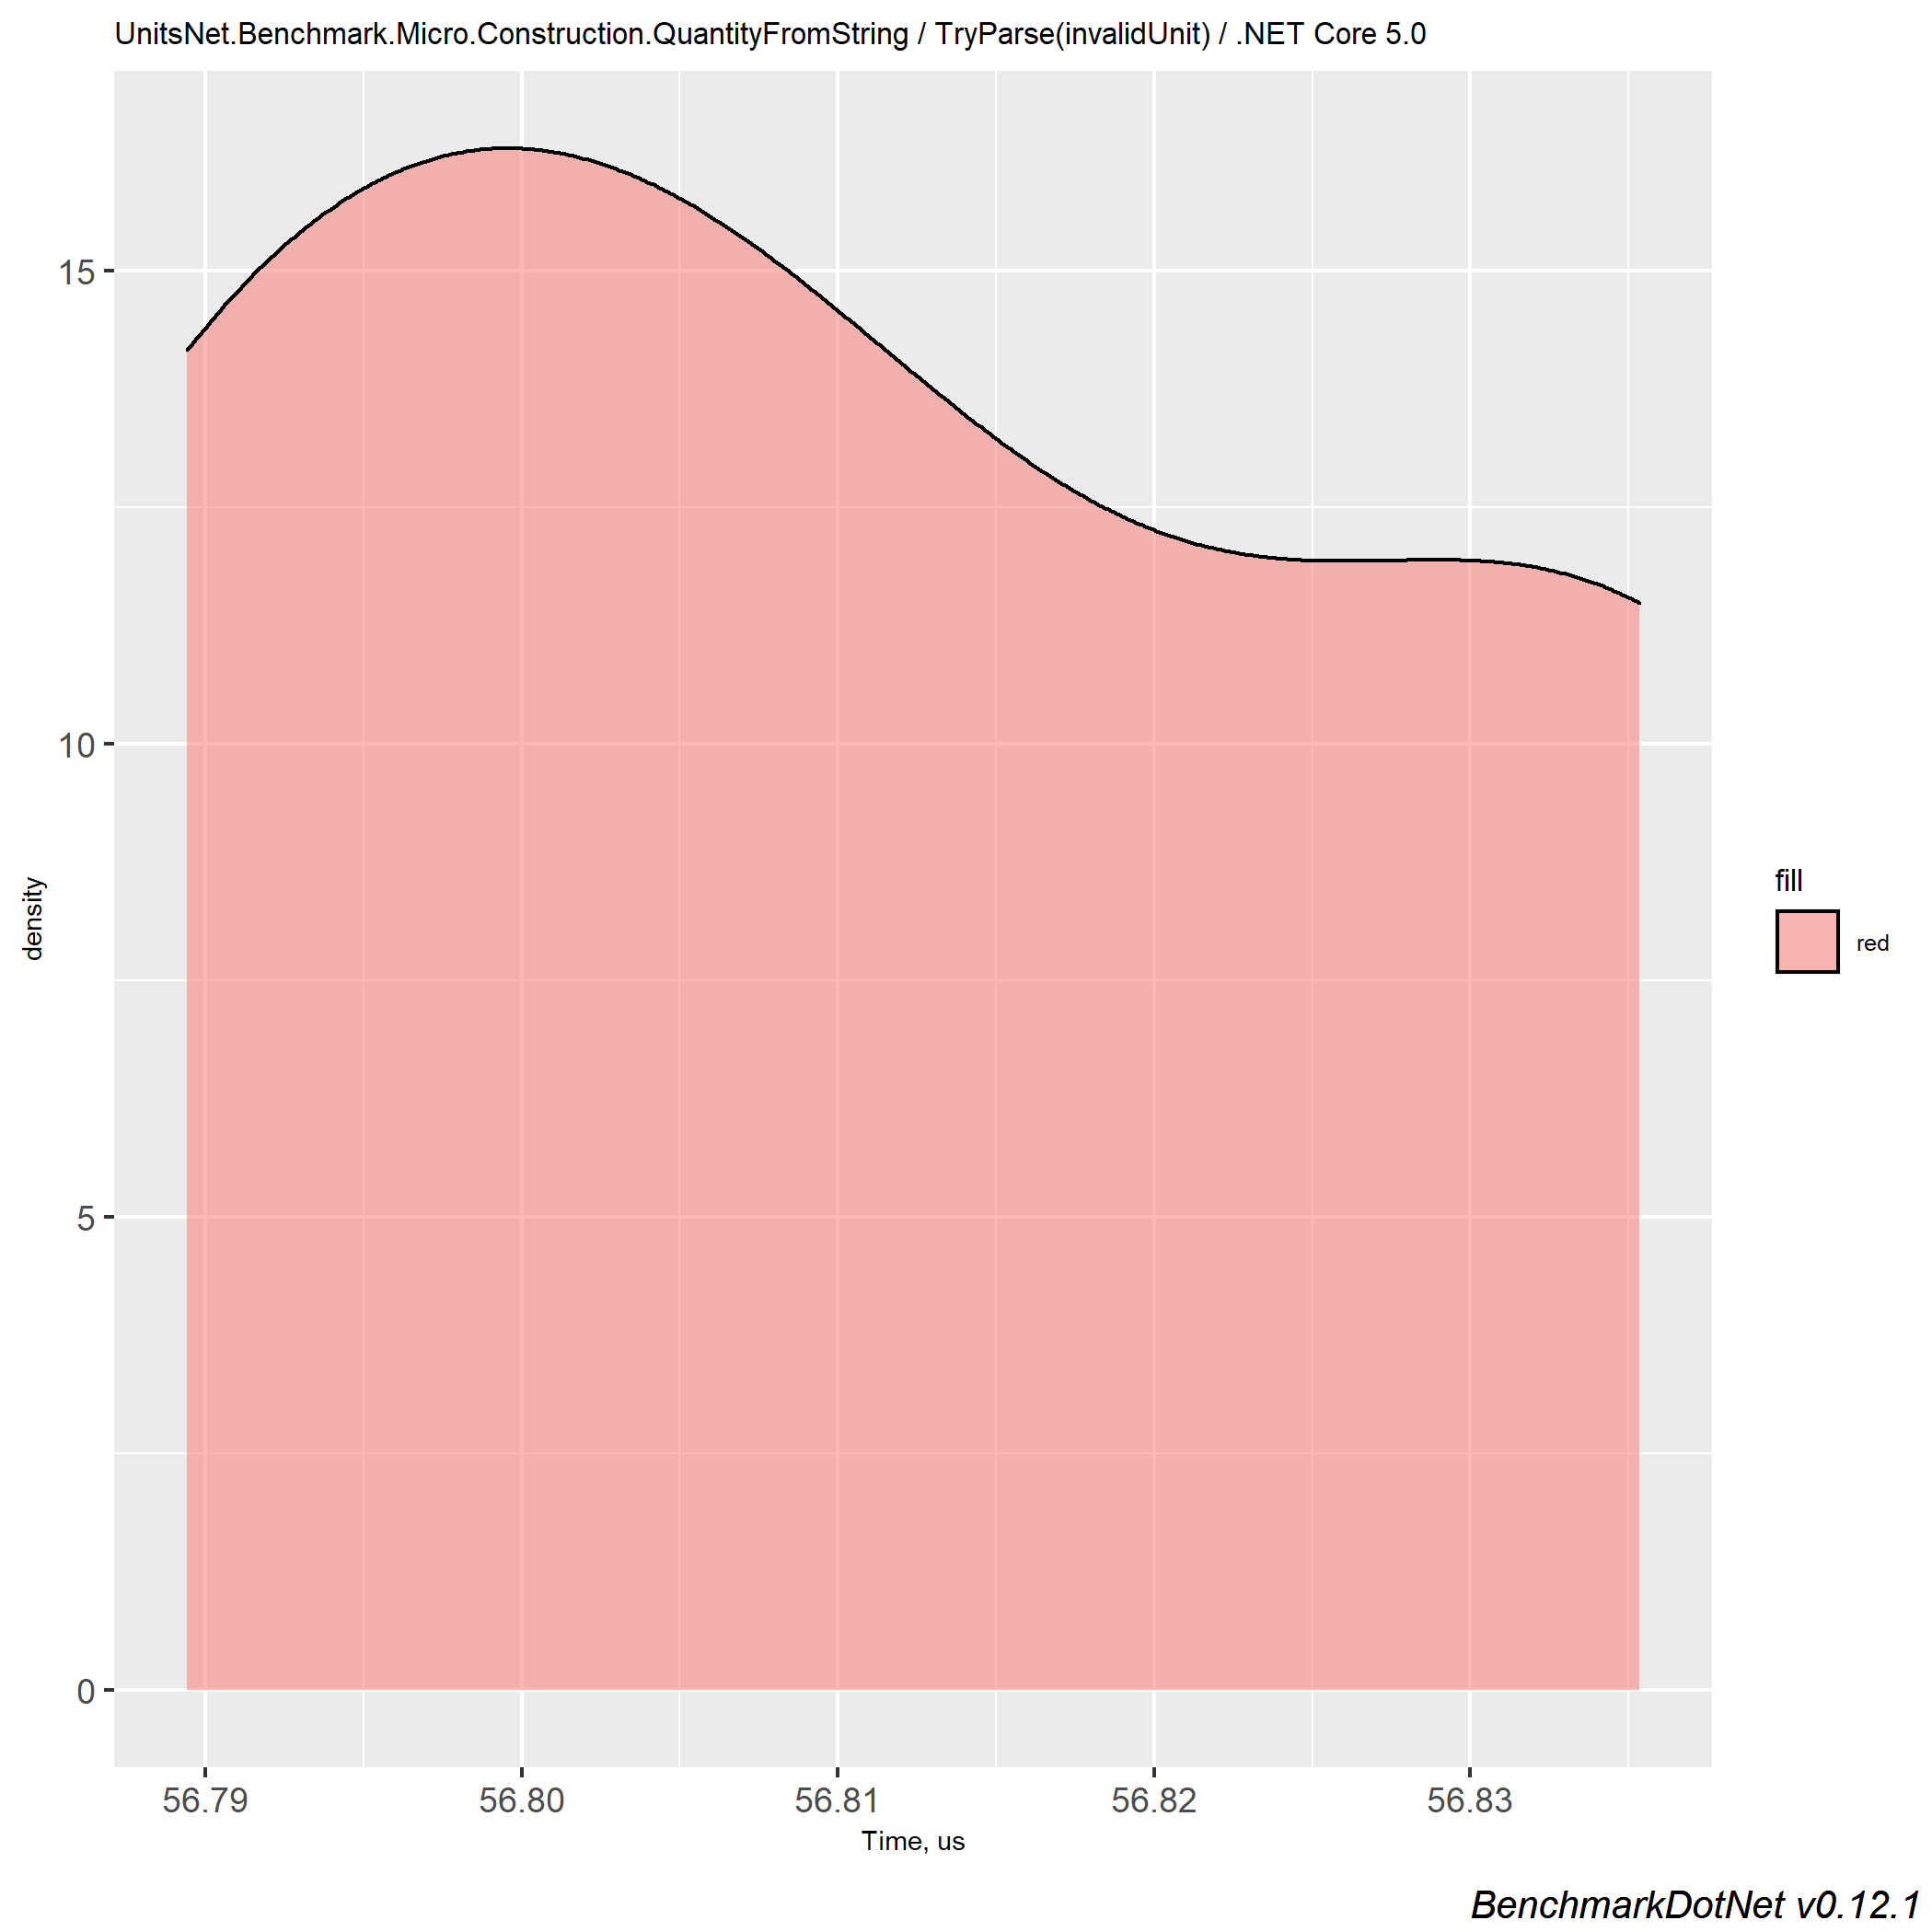 UnitsNet.Benchmark.Micro.Construction.QuantityFromString / TryParse(invalidUnit) / .NET Core 5.0
15
10
5
0
density
fill
red
56.79 56.80 56.81 56.82 56.83
Time, us
BenchmarkDotNet v0.12.1